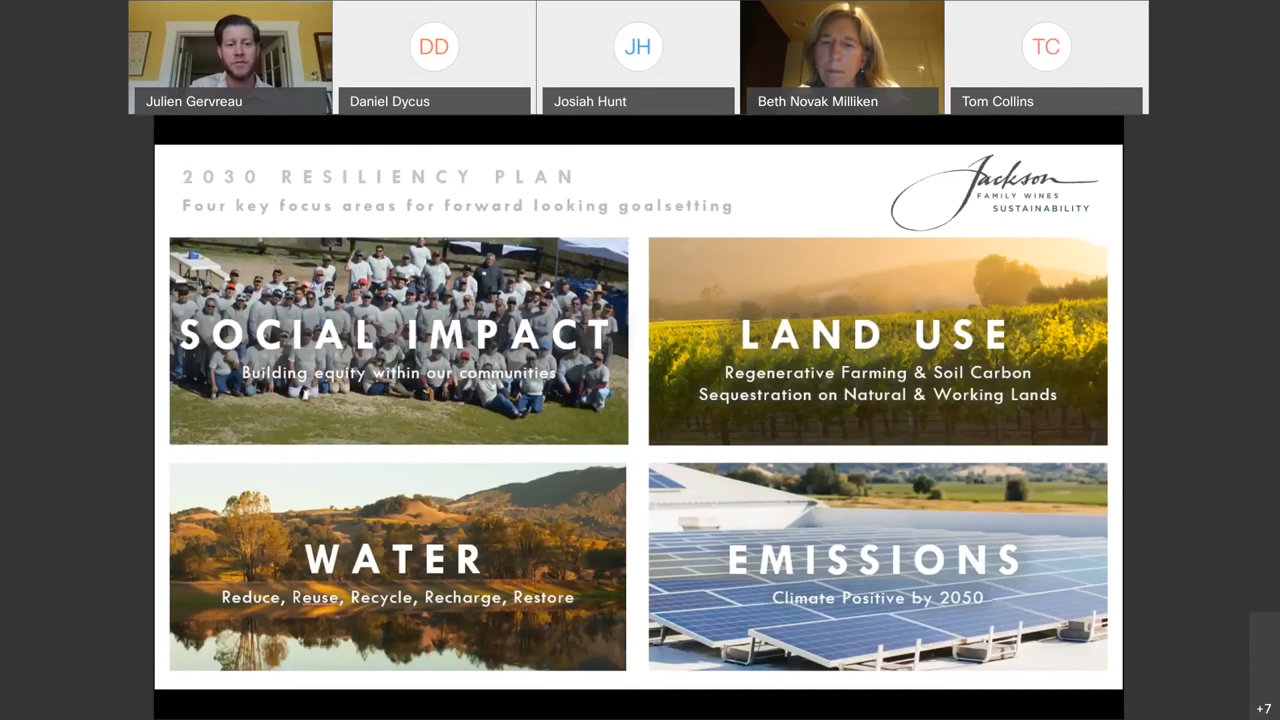 DD
JH
TC
Julien Gervreau
Daniel Dycus
Josiah Hunt
Beth Novak Milliken
Tom Collins
2030 RESILIENCY PLAN
Four key focus areas for forward looking goalsetting
Jackson
FAMILY WINES
SUSTAINABILITY
SOCIAL IMPACT
Building equity within our communities
LAND USE
Regenerative Farming & Soil Carbon
Sequestration on Natural & Working Lands
WATER
Reduce, Reuse, Recycle, Recharge, Restore
EMISSIONS
Climate Positive by 2050
+7